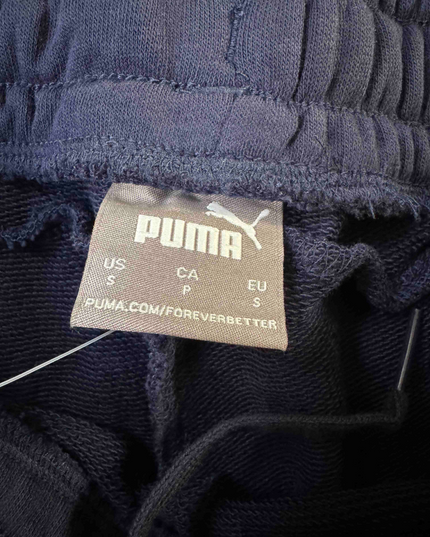 PUMA
US CA EU
S P S
PUMA.COM/FOREVERBETTER